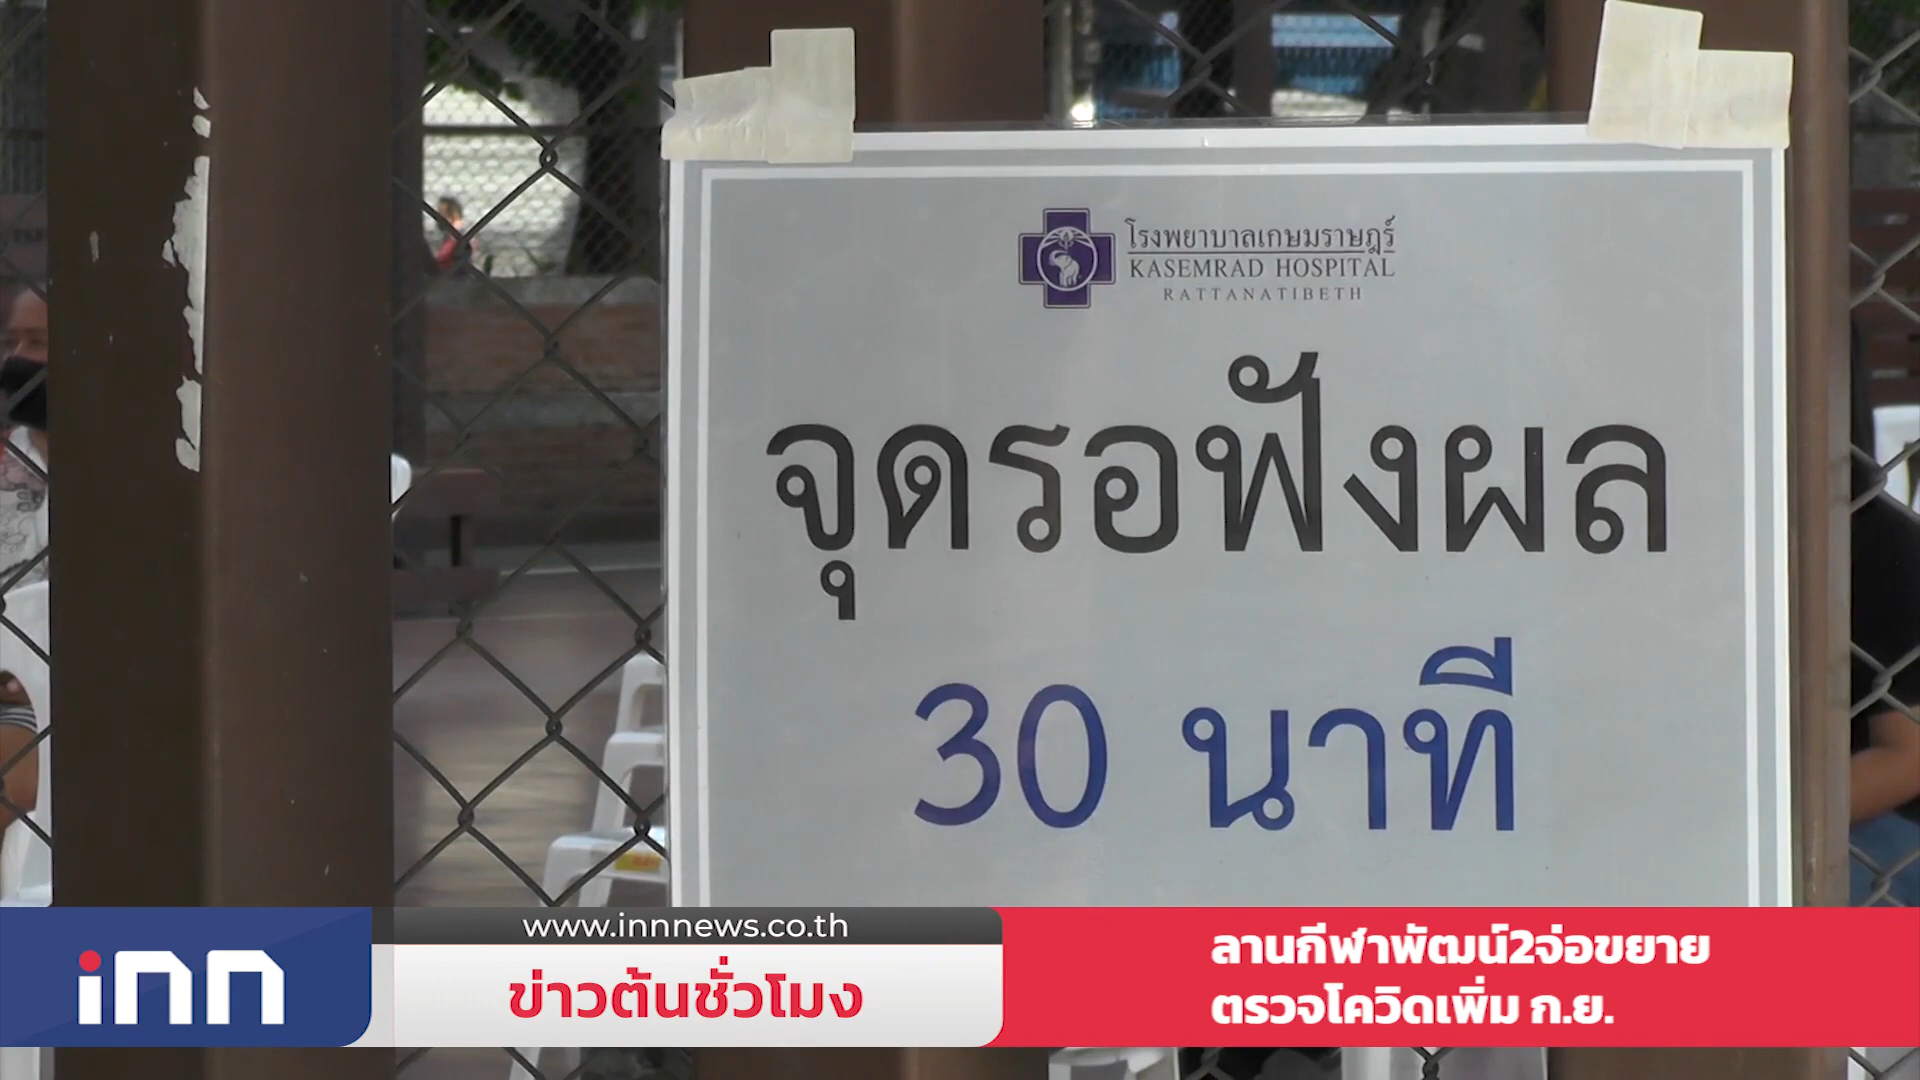 โรงพยาบาลเกษมราษฎร์
KASEMRAD HOSPITAL
RATTANATIBETH
จุดรอฟังผล
30 นาที
inn
www.innnews.co.th
ข่าวต้นชั่วโมง
ลานกีฬาพัฒน์2จ่อขยาย
ตรวจโควิดเพิ่ม ก.ย.